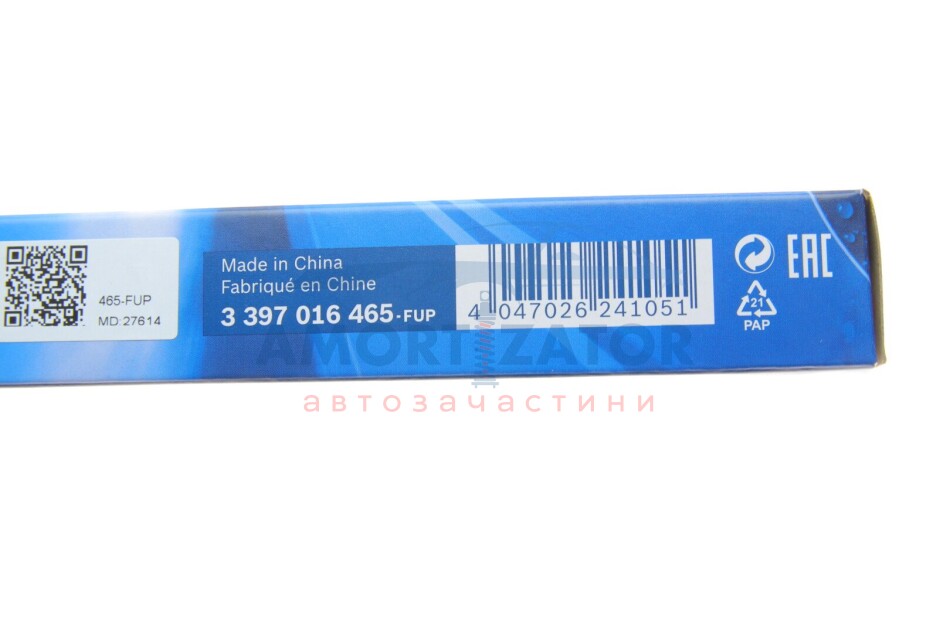 465-FUP
MD:27614
Made in China
Fabriqué en Chine
3 397 016 465-FUP
4 047026 241051
EAC
21
PAP
AMORTIZATOR
автозачастини